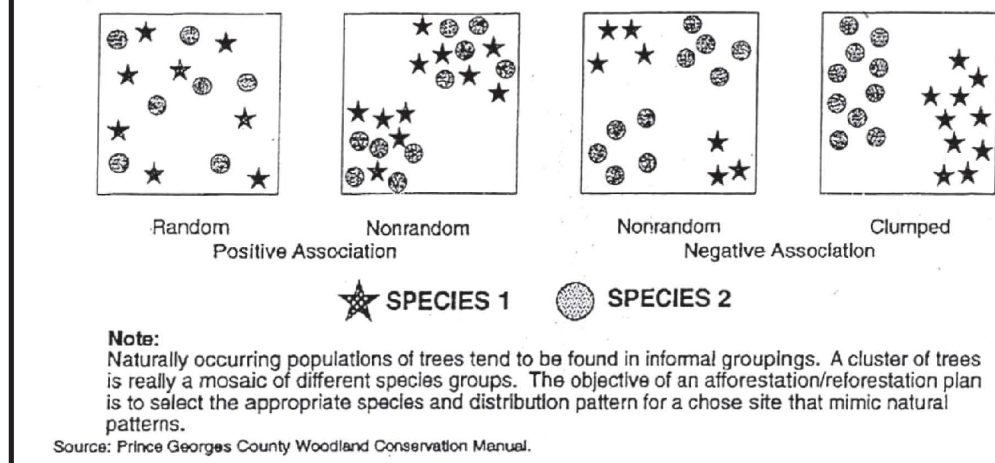 Random Nonrandom Nonrandom Clumped
Positive Association Negative Association
SPECIES 1 SPECIES 2
Note:
Naturally occurring populations of trees tend to be found in informal groupings. A cluster of trees
is really a mosaic of different species groups. The objective of an afforestation/reforestation plan
is to select the appropriate species and distribution pattern for a chose site that mimic natural
patterns.
Source: Prince Georges County Woodland Conservation Manual.